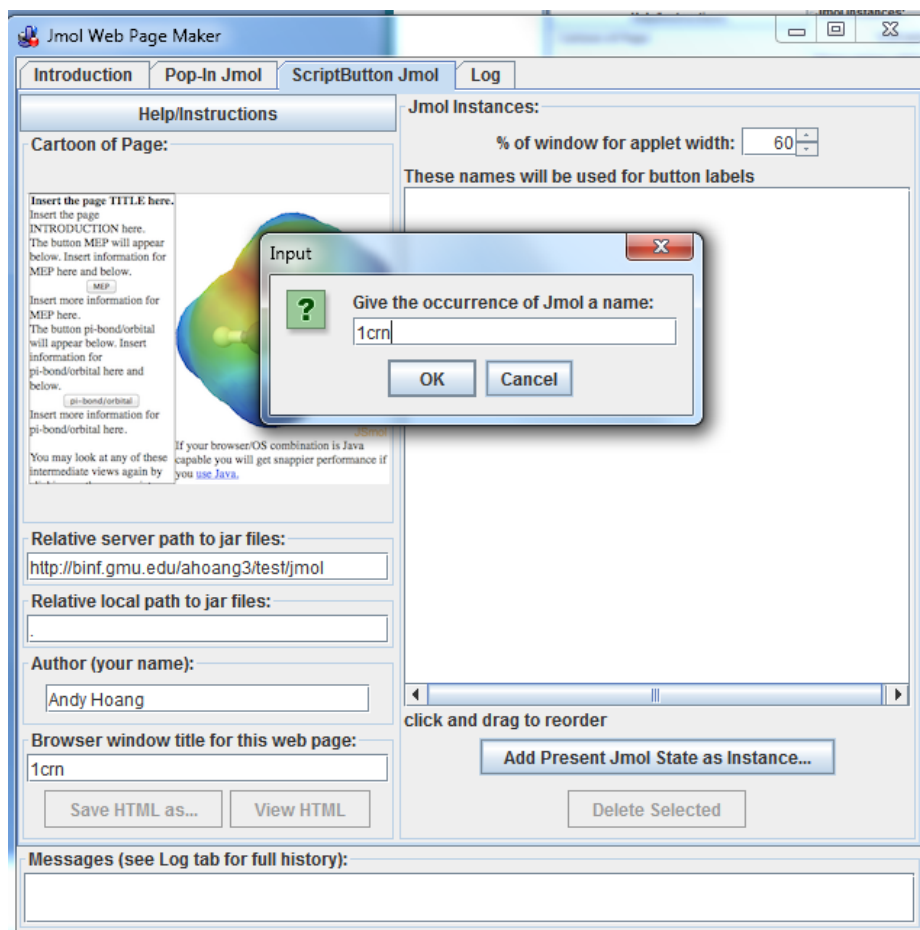 Jmol Instances:
Jmol Web Page Maker
Introduction
Pop-In Jmol
ScriptButton Jmol
Log
Help/Instructions
Cartoon of Page:
Insert the page TITLE here.
Insert the page
INTRODUCTION here.
The button MEP will appear
below. Insert information for
MEP here and below.
MEP
Insert more information for
MEP here.
The button pi-bond/orbital
will appear below. Insert
information for
pi-bond/orbital here and
below.
pi-bond/orbital
Insert more information for
pi-bond/orbital here.
You may look at any of these
intermediate views again by
JSmol
If your browser/OS combination is Java
capable you will get snappier performance if
you use Java.
Relative server path to jar files:
http://binf.gmu.edu/ahoang3/test/jmol
Relative local path to jar files:
.
Author (your name):
Andy Hoang
Browser window title for this web page:
1crn
Save HTML as...
View HTML
Jmol Instances:
% of window for applet width:
60
These names will be used for button labels
Input
X
?
Give the occurrence of Jmol a name:
1crn
OK
Cancel
click and drag to reorder
Add Present Jmol State as Instance...
Delete Selected
Messages (see Log tab for full history):